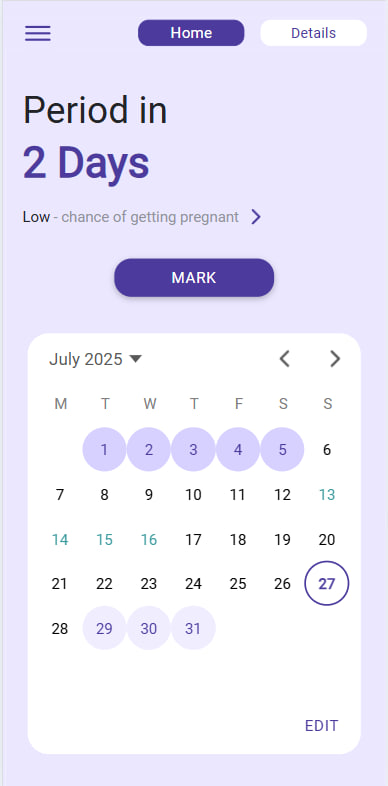 Home Details
Period in
2 Days
Low - chance of getting pregnant
MARK
July 2025
M T W T F S S
1 2 3 4 5 6
7 8 9 10 11 12 13
14 15 16 17 18 19 20
21 22 23 24 25 26 27
28 29 30 31
EDIT